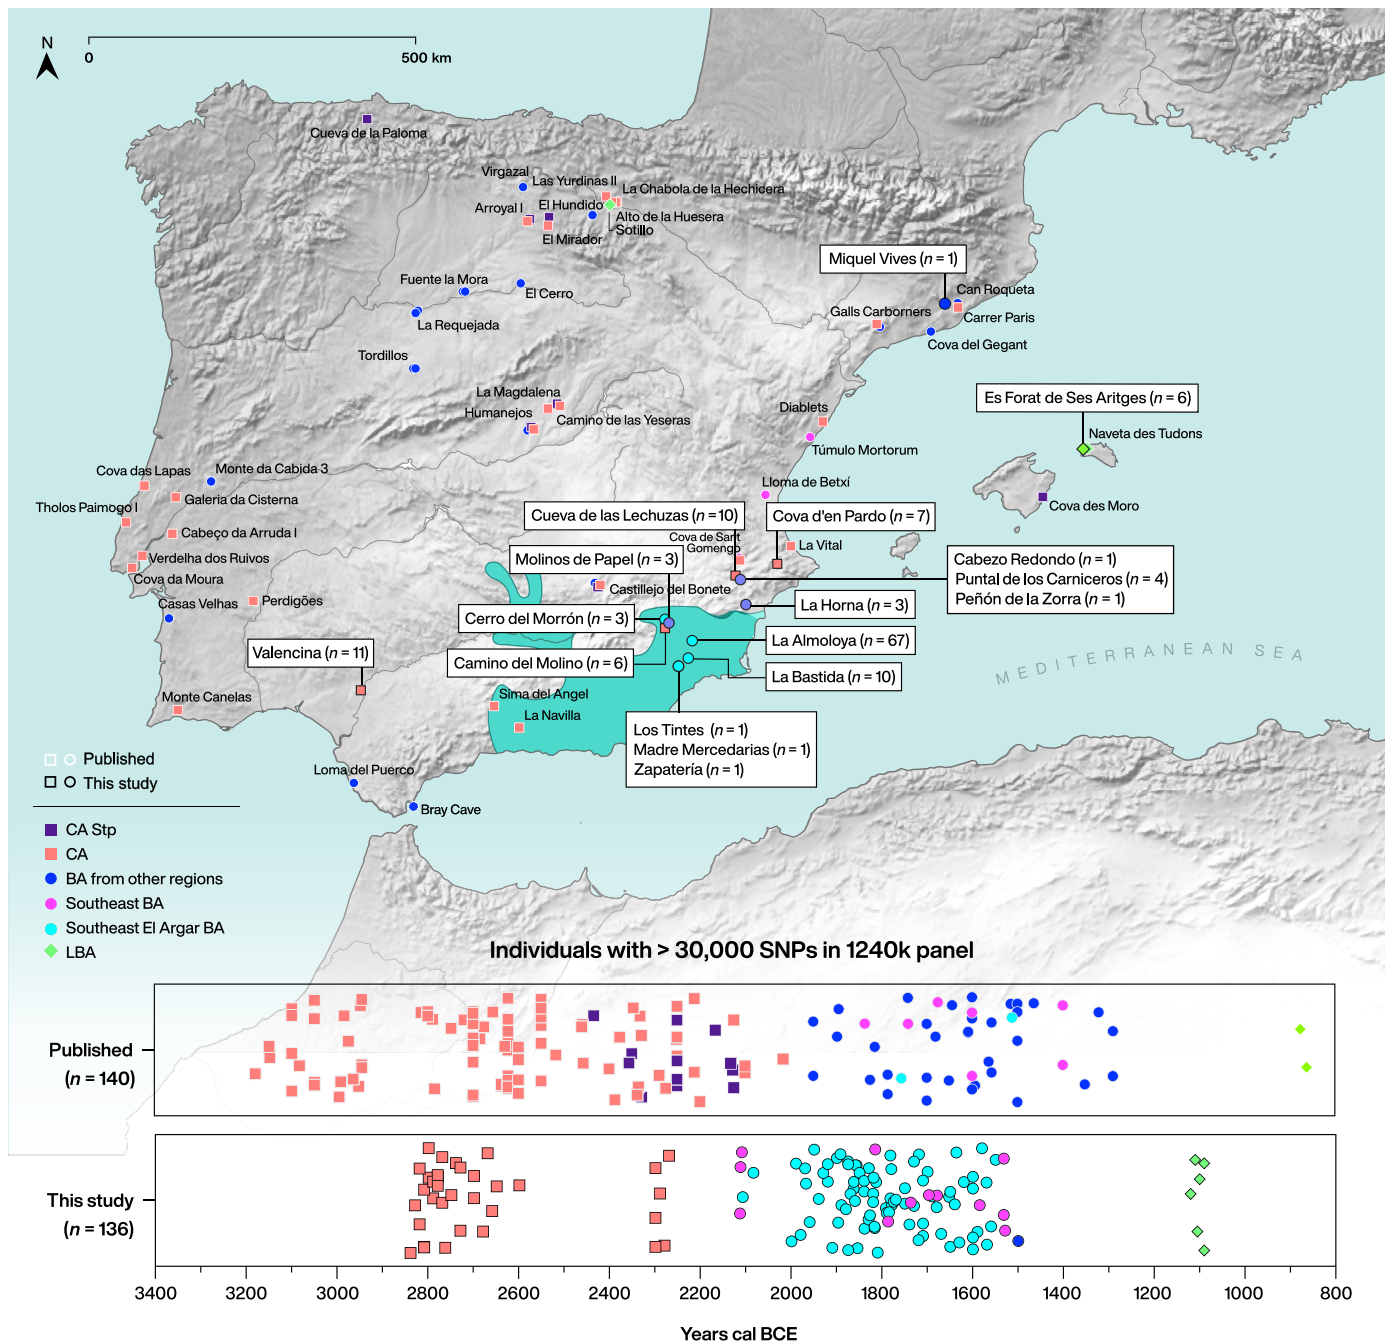 N
0
500 km
Cueva de la Paloma
Virgazal
Las Yurdinas II
La Chabola de la Hechicera
Arroyal I
El Hundido
Alto de la Huesera
Sotillo
El Mirador
Miquel Vives (n = 1)
Fuente la Mora
El Cerro
Can Roqueta
La Requejada
Galls Carborners
Carrer Paris
Cova del Gegant
Tordillos
La Magdalena
Es Forat de Ses Aritges (n = 6)
Humanejos
Camino de las Yeseras
Diablets
Naveta des Tudons
Túmulo Mortorum
Cova das Lapas
Monte da Cabida 3
Lloma de Betxí
Galeria da Cisterna
Cova des Moro
Tholos Paimogo I
Cueva de las Lechuzas (n = 10)
Cova d'en Pardo (n = 7)
Cabeço da Arruda I
Cova de Sant
Gomengo
La Vital
Verdelha dos Ruivos
Molinos de Papel (n = 3)
Cabezo Redondo (n = 1)
Puntal de los Carniceros (n = 4)
Peñón de la Zorra (n = 1)
Cova da Moura
Castillejo del Bonete
Casas Velhas
Perdigões
La Horna (n = 3)
Cerro del Morrón (n = 3)
La Almoloya (n = 67)
Valencina (n = 11)
Camino del Molino (n = 6)
MEDITERRANEAN SEA
La Bastida (n = 10)
Monte Canelas
Sima del Angel
La Navilla
Los Tintes (n = 1)
Madre Mercedarias (n = 1)
Zapatería (n = 1)
Published
This study
Loma del Puerco
Bray Cave
CA Stp
CA
BA from other regions
Southeast BA
Southeast El Argar BA
LBA
Individuals with > 30,000 SNPs in 1240k panel
Published
(n = 140)
This study
(n = 136)
3400 3200 3000 2800 2600 2400 2200 2000 1800 1600 1400 1200 1000 800
Years cal BCE